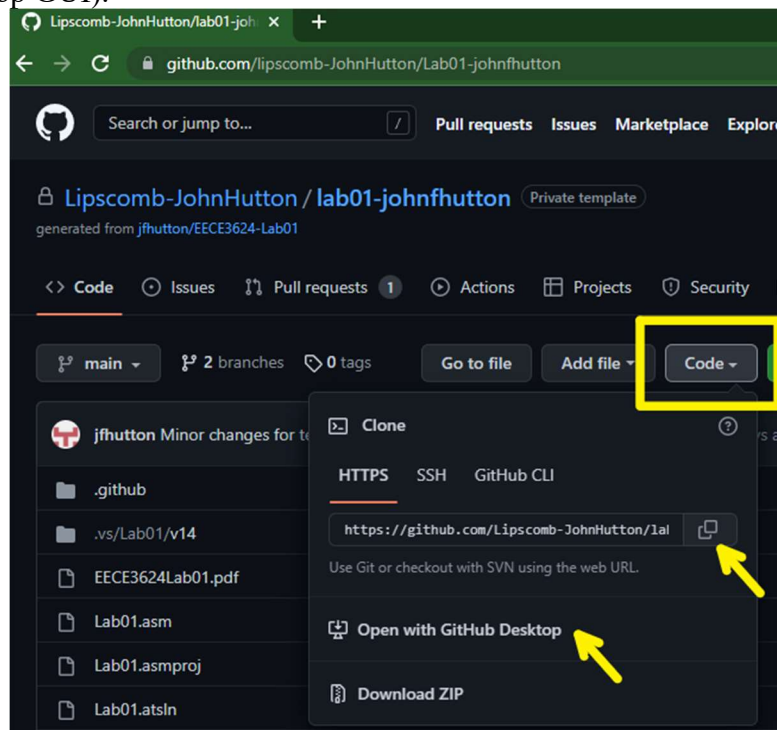 op GUI).
Lipscomb-JohnHutton/lab01-joh × +
github.com/lipscomb-JohnHutton/Lab01-johnfhutton
Search or jump to... / Pull requests Issues Marketplace Explore
Lipscomb-JohnHutton / lab01-johnfhutton Private template
generated from jfhutton/EECE3624-Lab01
<> Code Issues Pull requests 1 Actions Projects Security
main 2 branches 0 tags Go to file Add file Code
jfhutton Minor changes for te
Clone
HTTPS SSH GitHub CLI
.github
https://github.com/Lipscomb-JohnHutton/lal
.vs/Lab01/v14
Use Git or checkout with SVN using the web URL.
EECE3624Lab01.pdf
Lab01.asm
Open with GitHub Desktop
Lab01.asmproj
Download ZIP
Lab01.atsln